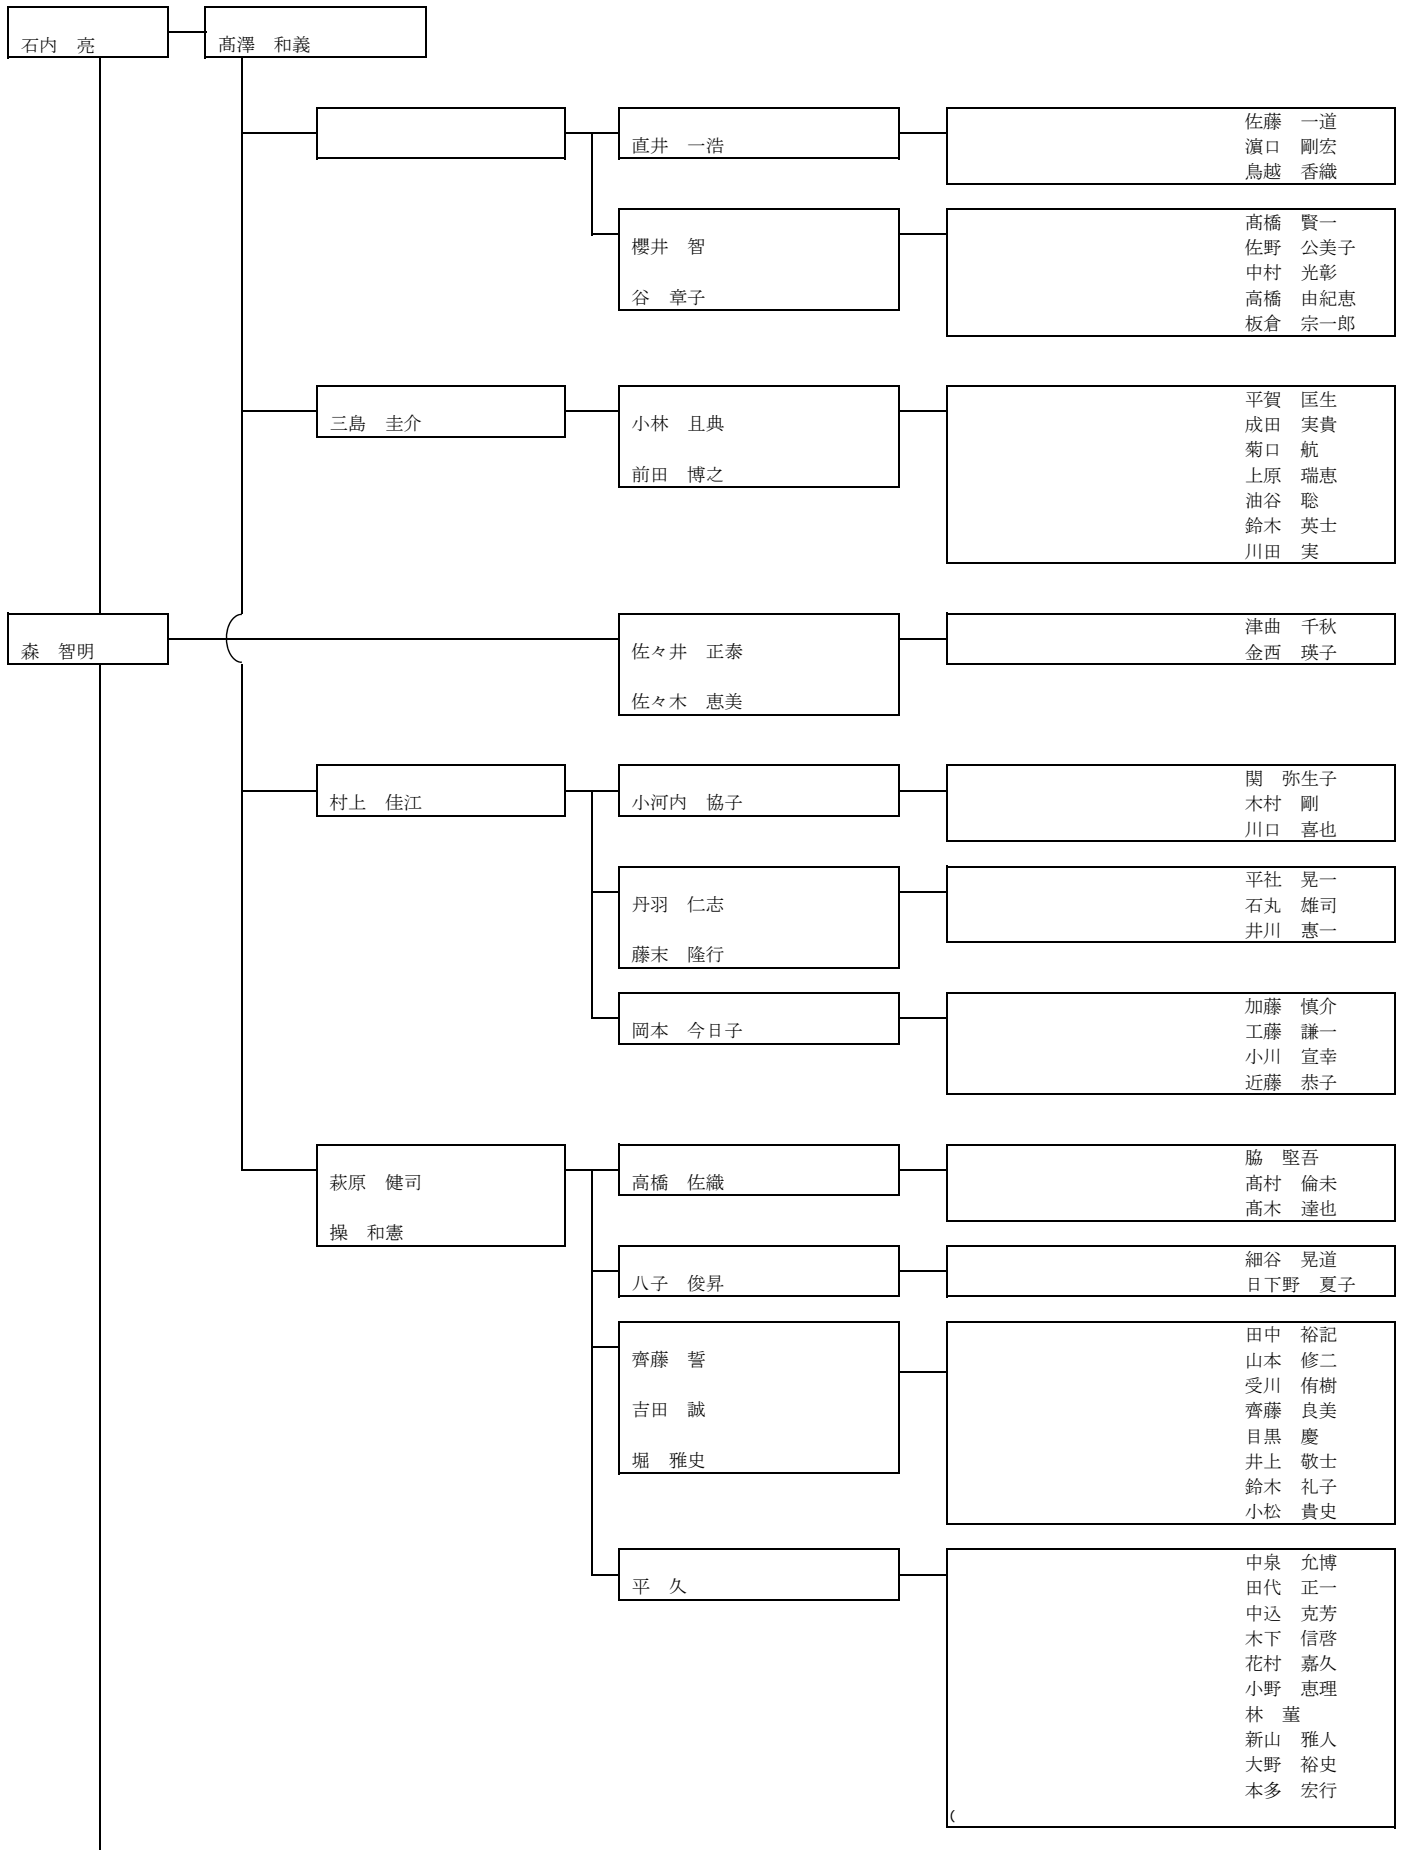 石内　亮
髙澤　和義
直井　一浩
佐藤　一道
濵口　剛宏
鳥越　香織
櫻井　智
谷　章子
髙橋　賢一
佐野　公美子
中村　光彰
高橋　由紀恵
板倉　宗一郎
三島　圭介
小林　且典
前田　博之
平賀　匡生
成田　実貴
菊口　航
上原　瑞恵
油谷　聡
鈴木　英士
川田　実
森　智明
佐々井　正泰
佐々木　恵美
津曲　千秋
金西　瑛子
村上　佳江
小河内　協子
関　弥生子
木村　剛
川口　喜也
丹羽　仁志
藤末　隆行
平社　晃一
石丸　雄司
井川　惠一
岡本　今日子
加藤　慎介
工藤　謙一
小川　宣幸
近藤　恭子
萩原　健司
操　和憲
高橋　佐織
脇　堅吾
髙村　倫未
髙木　達也
八子　俊昇
細谷　晃道
日下野　夏子
齊藤　誓
吉田　誠
堀　雅史
田中　裕記
山本　修二
受川　侑樹
齊藤　良美
目黒　慶
井上　敬士
鈴木　礼子
小松　貴史
平　久
中泉　允博
田代　正一
中込　克芳
木下　信啓
花村　嘉久
小野　恵理
林　菫
新山　雅人
大野　裕史
本多　宏行
(